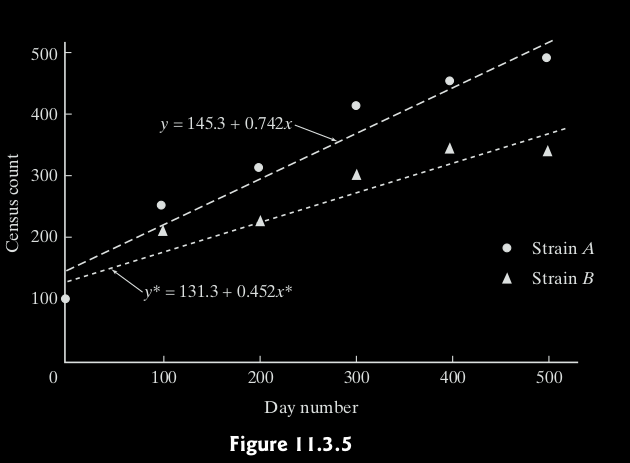 500
400
y = 145.3 + 0.742x
300
Census count
200
Strain A
Strain B
y* = 131.3 + 0.452x*
100
0 100 200 300 400 500
Day number
Figure 11.3.5